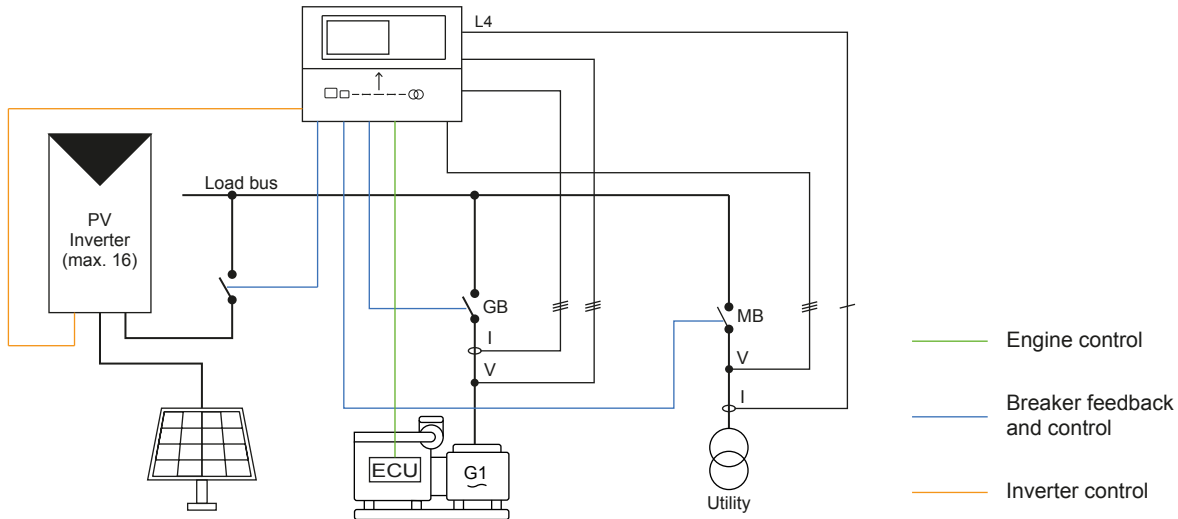 L4
Load bus
PV
Inverter
(max. 16)
GB
I
V
MB
V
I
ECU
G1
Utility
Engine control
Breaker feedback
and control
Inverter control